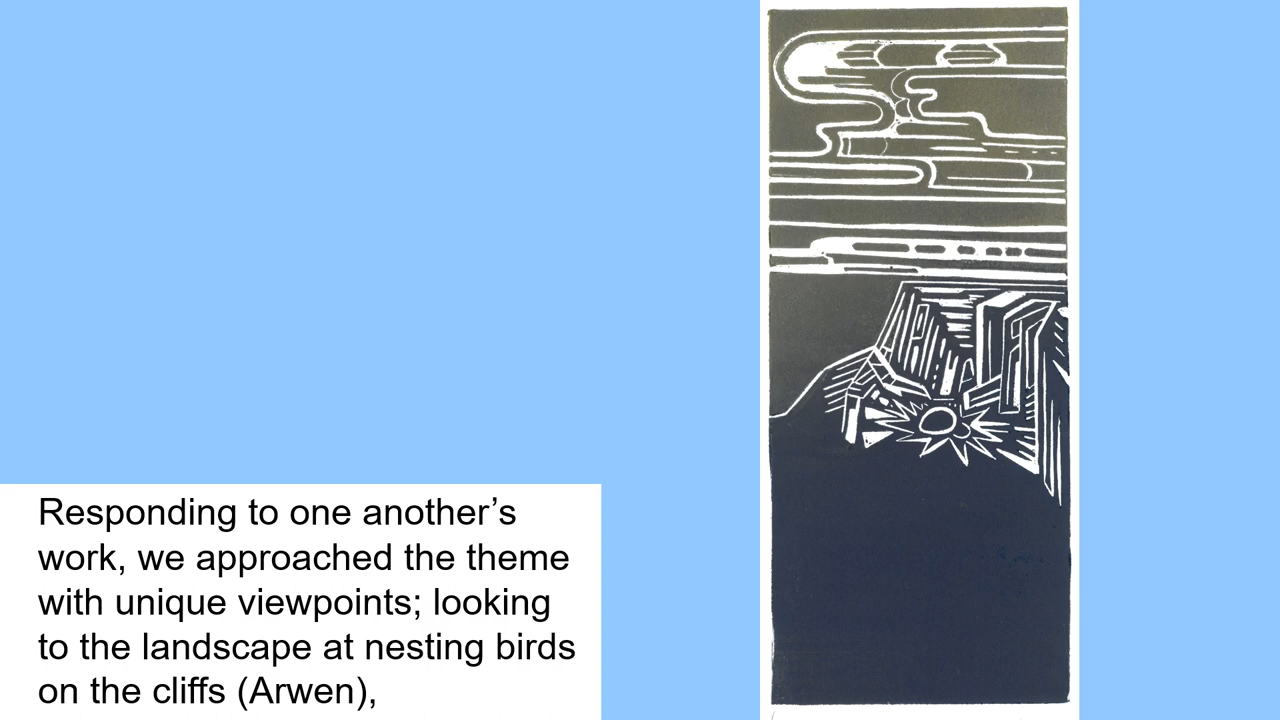 Responding to one another’s
work, we approached the theme
with unique viewpoints; looking
to the landscape at nesting birds
on the cliffs (Arwen),